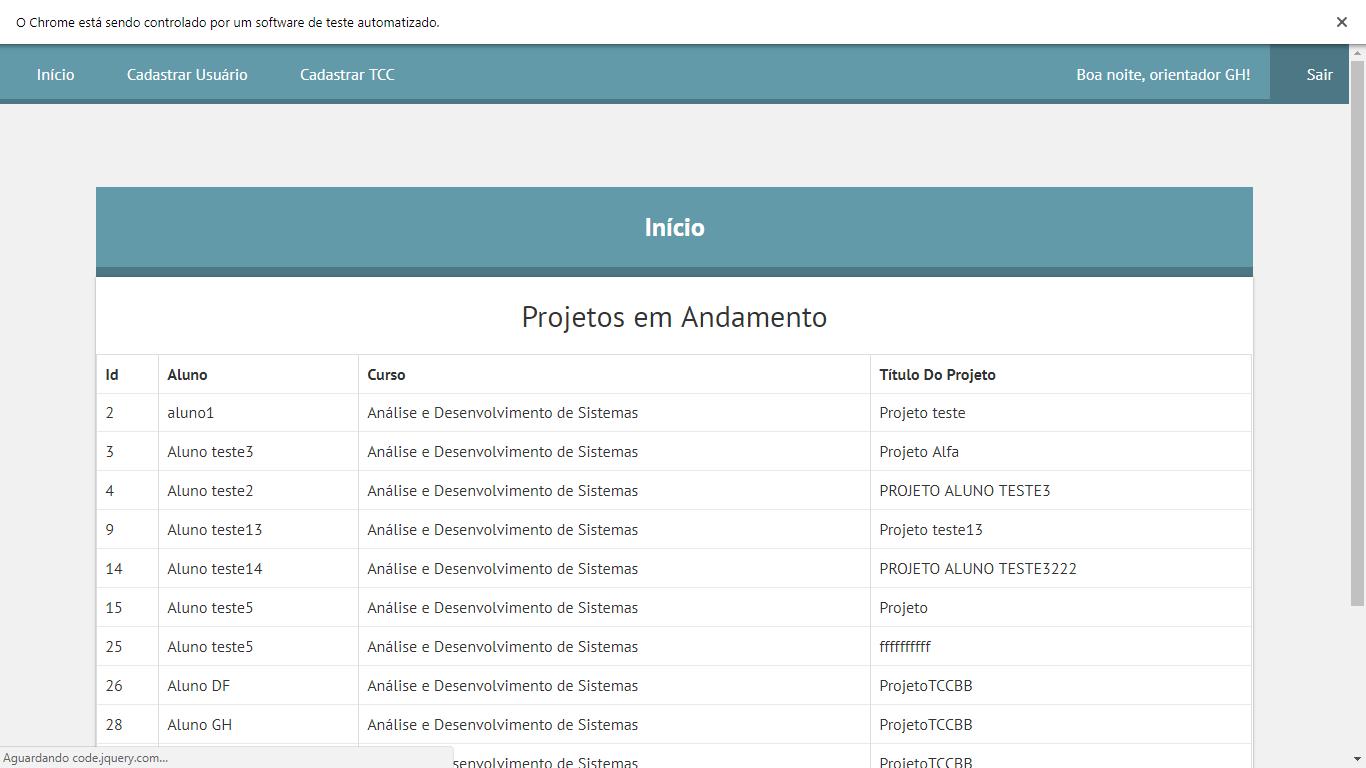 O Chrome está sendo controlado por um software de teste automatizado.
Início Cadastrar Usuário Cadastrar TCC Boa noite, orientador GH! Sair
Início
Projetos em Andamento
Id Aluno Curso Título Do Projeto
2 aluno1 Análise e Desenvolvimento de Sistemas Projeto teste
3 Aluno teste3 Análise e Desenvolvimento de Sistemas Projeto Alfa
4 Aluno teste2 Análise e Desenvolvimento de Sistemas PROJETO ALUNO TESTE3
9 Aluno teste13 Análise e Desenvolvimento de Sistemas Projeto teste13
14 Aluno teste14 Análise e Desenvolvimento de Sistemas PROJETO ALUNO TESTE3222
15 Aluno teste5 Análise e Desenvolvimento de Sistemas Projeto
25 Aluno teste5 Análise e Desenvolvimento de Sistemas ffffffffff
26 Aluno DF Análise e Desenvolvimento de Sistemas ProjetoTCCBB
28 Aluno GH Análise e Desenvolvimento de Sistemas ProjetoTCCBB
senvolvimento de Sistemas ProjetoTCCBB
Aguardando code.jquery.com...